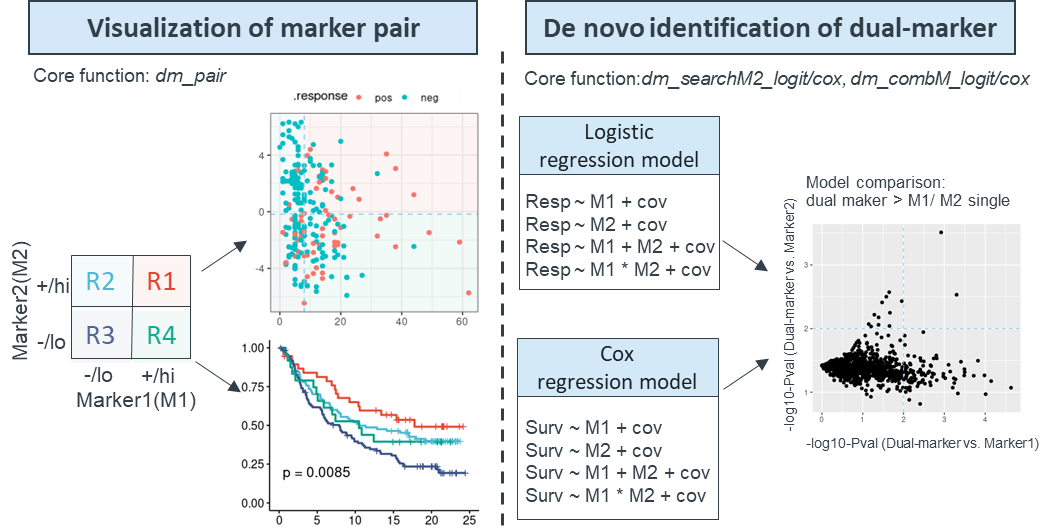 Visualization of marker pair
Core function: dm_pair
.response pos neg
4
0
-4
0 20 40 60
Marker2(M2)
+/hi
-/lo
R2 R1
R3 R4
-/lo +/hi
Marker1(M1)
1.00
0.75
0.50
0.25
0.00
p = 0.0085
0 5 10 15 20 25
De novo identification of dual-marker
Core function:dm_searchM2_logit/cox, dm_combM_logit/cox
Logistic
regression model
Resp ~ M1 + cov
Resp ~ M2 + cov
Resp ~ M1 + M2 + cov
Resp ~ M1 * M2 + cov
Cox
regression model
Surv ~ M1 + cov
Surv ~ M2 + cov
Surv ~ M1 + M2 + cov
Surv ~ M1 * M2 + cov
Model comparison:
dual maker > M1/ M2 single
-log10-Pval (Dual-marker vs. Marker2)
3
2
1
0 1 2 3 4
-log10-Pval (Dual-marker vs. Marker1)